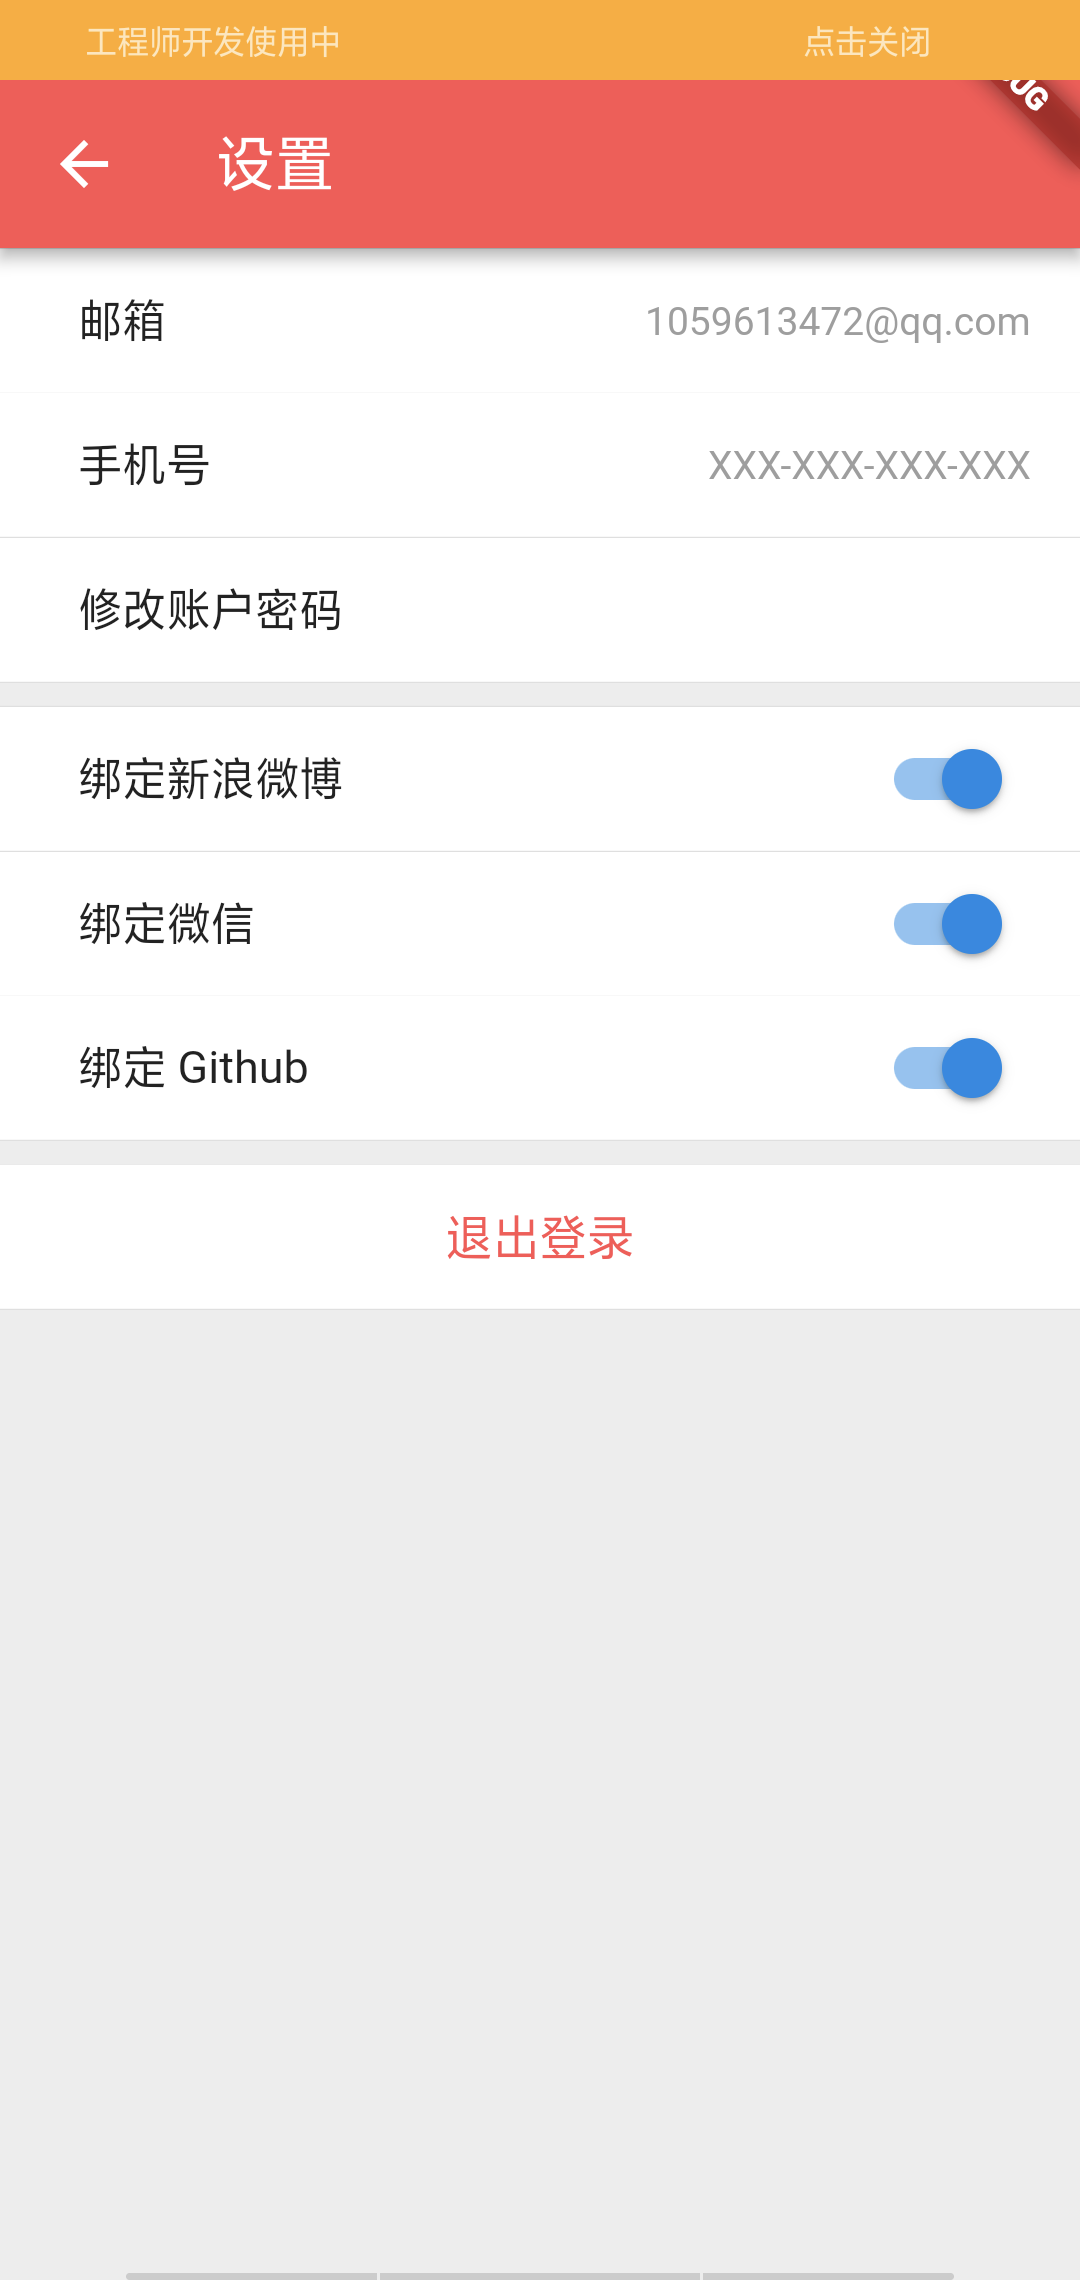 工程师开发使用中 点击关闭
设置
UG
邮箱 1059613472@qq.com
手机号 XXX-XXX-XXX-XXX
修改账户密码
绑定新浪微博
绑定微信
绑定 Github
退出登录